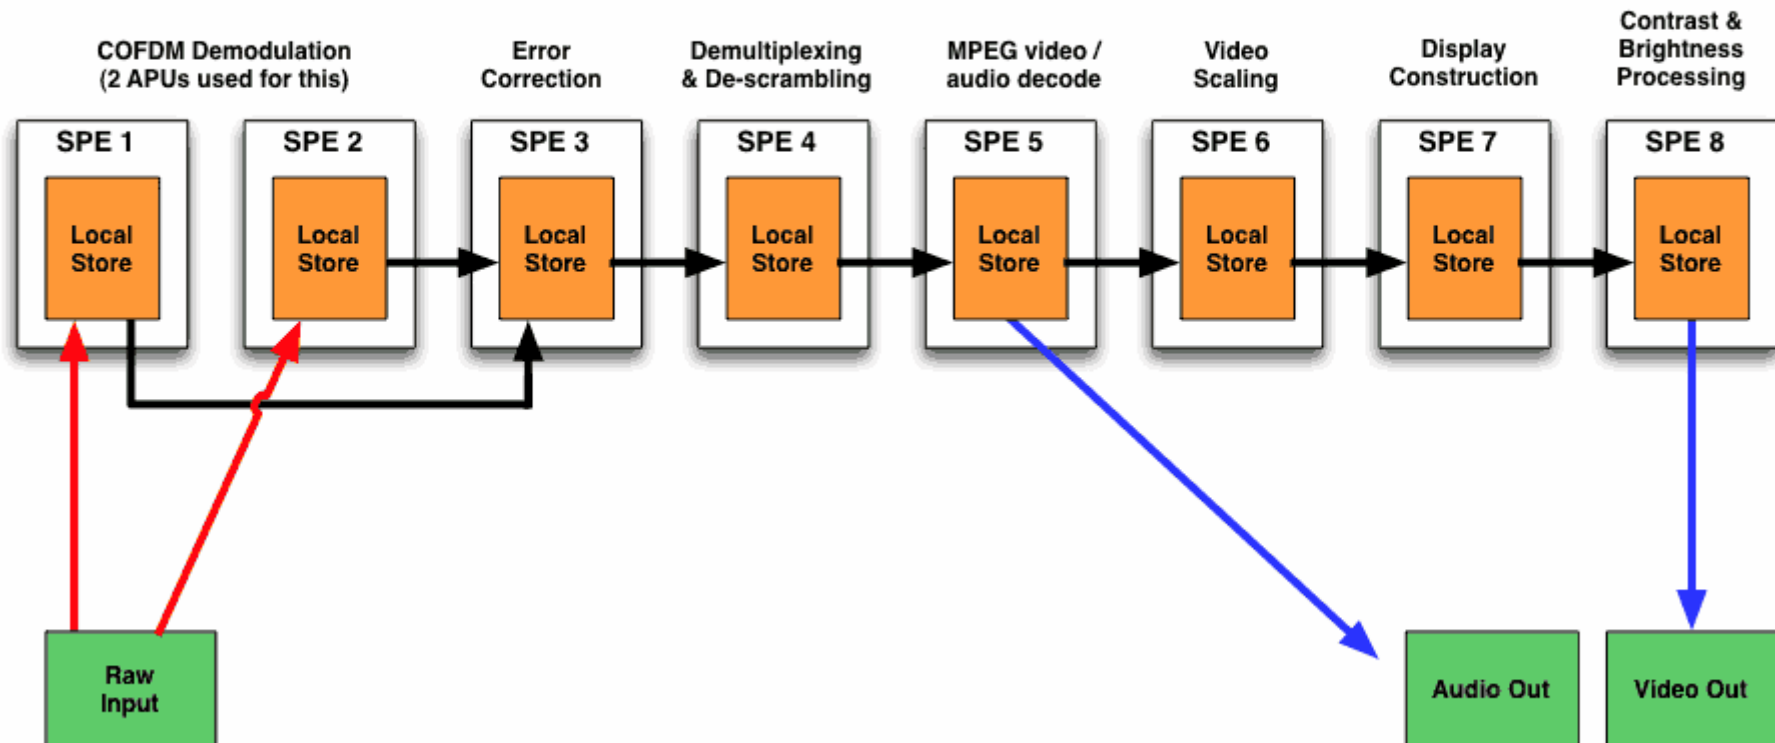 COFDM Demodulation
(2 APUs used for this)
Error
Correction
Demultiplexing
& De-scrambling
MPEG video /
audio decode
Video
Scaling
Display
Construction
Contrast &
Brightness
Processing
SPE 1
SPE 2
SPE 3
SPE 4
SPE 5
SPE 6
SPE 7
SPE 8
Local
Store
Local
Store
Local
Store
Local
Store
Local
Store
Local
Store
Local
Store
Local
Store
Raw
Input
Audio Out
Video Out